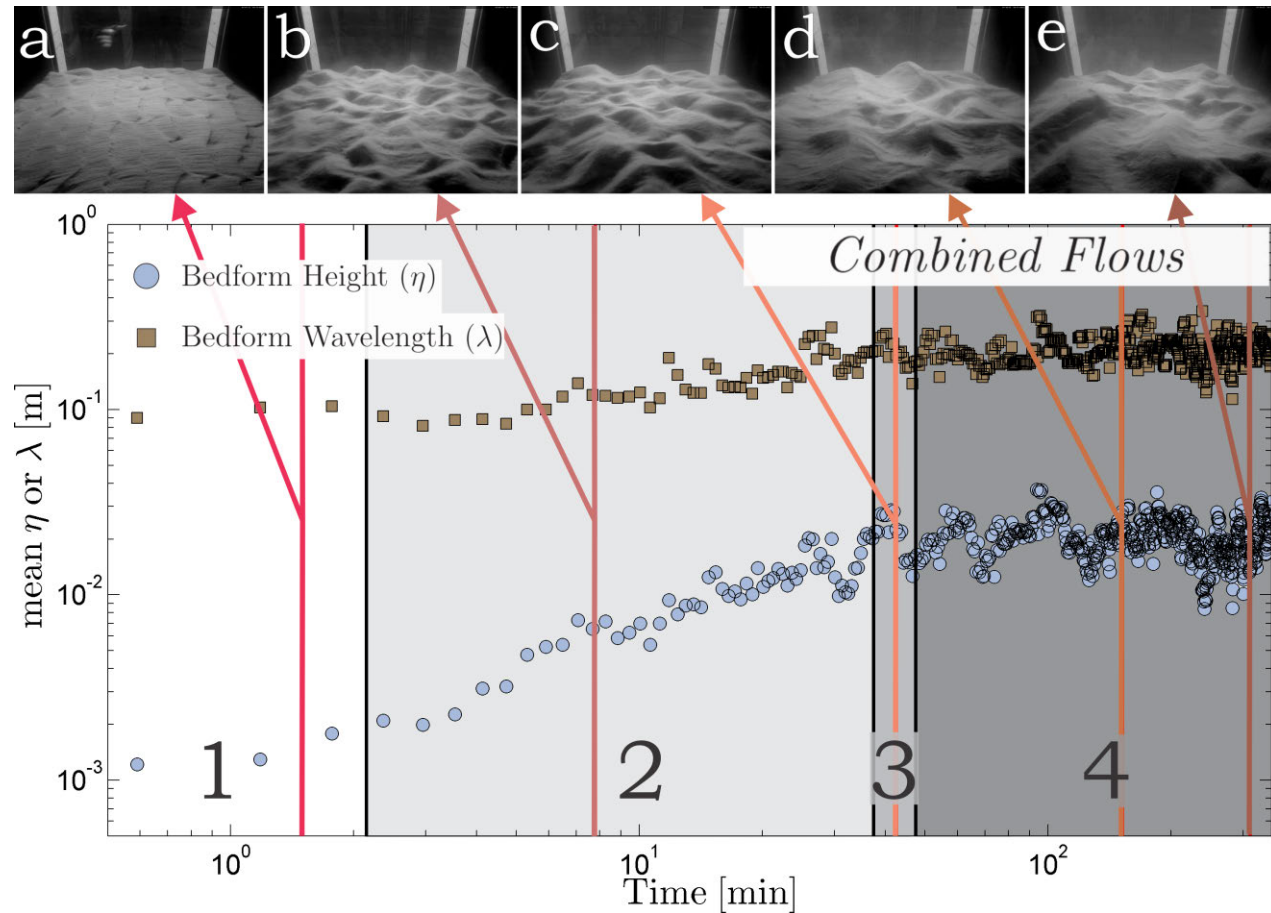 a b c d e
10⁰
Combined Flows
Bedform Height (η)
Bedform Wavelength (λ)
10⁻¹
10⁻²
10⁻³
mean η or λ [m]
1 2 3 4
10⁰ 10¹ 10²
Time [min]